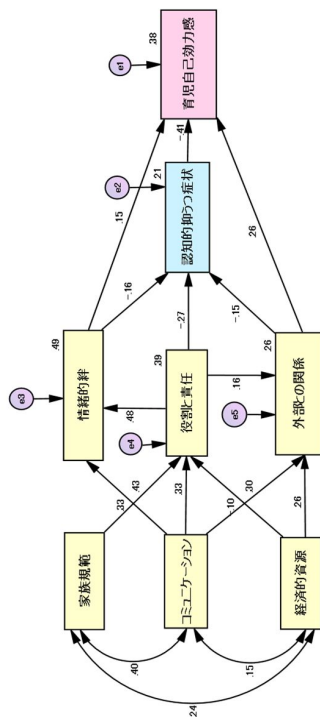 e3
.49
情緒的絆
家族規範
.15
-.16
.33
.43
.48
e4
.39
役割と責任
e2
.21
認知的抑うつ症状
e1
.38
育児自己効力感
.40
コミュニケーション
.33
-.27
-.41
.24
.15
-.10
.30
.16
-.15
.26
e5
.26
経済的資源
.26
外部との関係